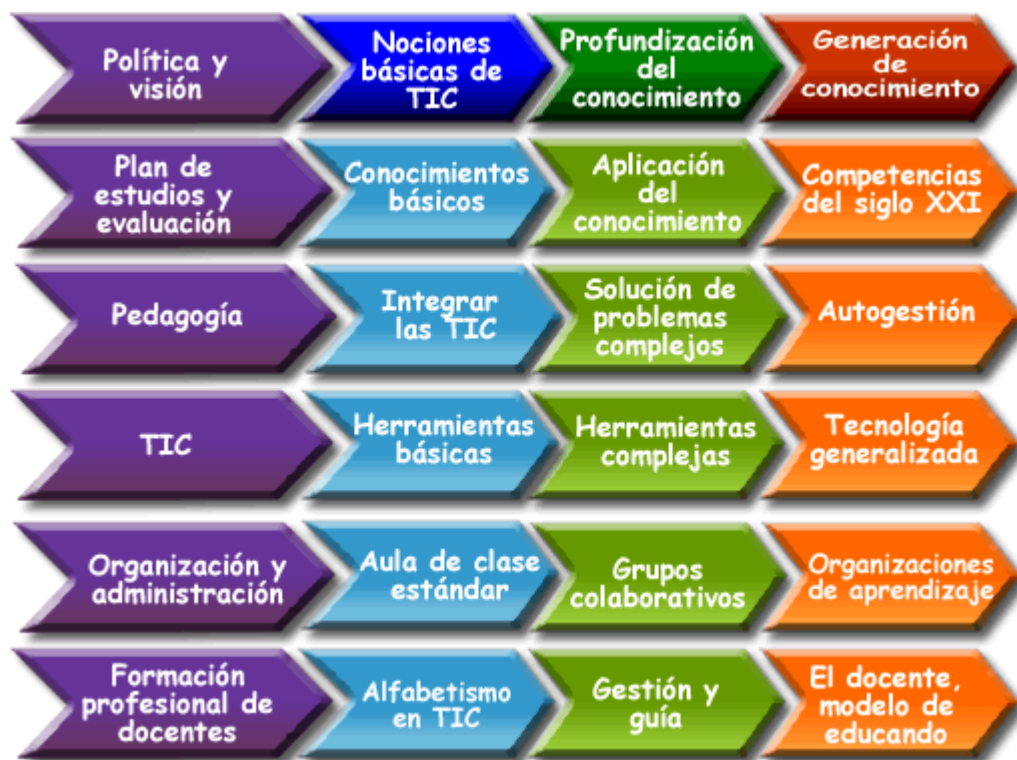 Política y
visión
Nociones
básicas de
TIC
Profundización
del
conocimiento
Generación
de
conocimiento
Plan de
estudios y
evaluación
Conocimientos
básicos
Aplicación
del
conocimiento
Competencias
del siglo XXI
Pedagogía
Integrar
las TIC
Solución de
problemas
complejos
Autogestión
TIC
Herramientas
básicas
Herramientas
complejas
Tecnología
generalizada
Organización y
administración
Aula de clase
estándar
Grupos
colaborativos
Organizaciones
de aprendizaje
Formación
profesional de
docentes
Alfabetismo
en TIC
Gestión y
guía
El docente,
modelo de
educando